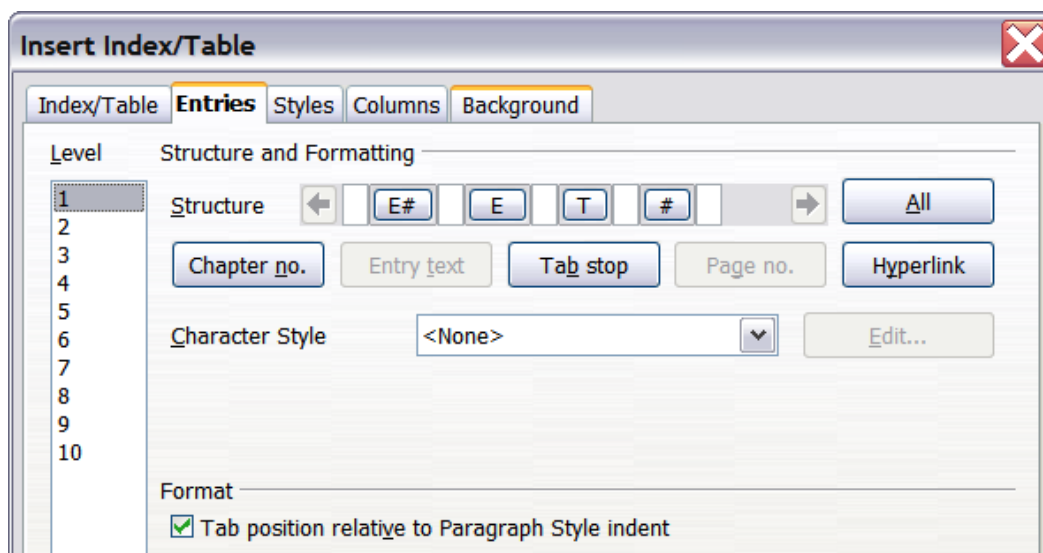 Insert Index/Table
Index/Table Entries Styles Columns Background
Level Structure and Formatting
1
2
3
4
5
6
7
8
9
10
Structure E# E T # All
Chapter no. Entry text Tab stop Page no. Hyperlink
Character Style <None> Edit...
Format
Tab position relative to Paragraph Style indent